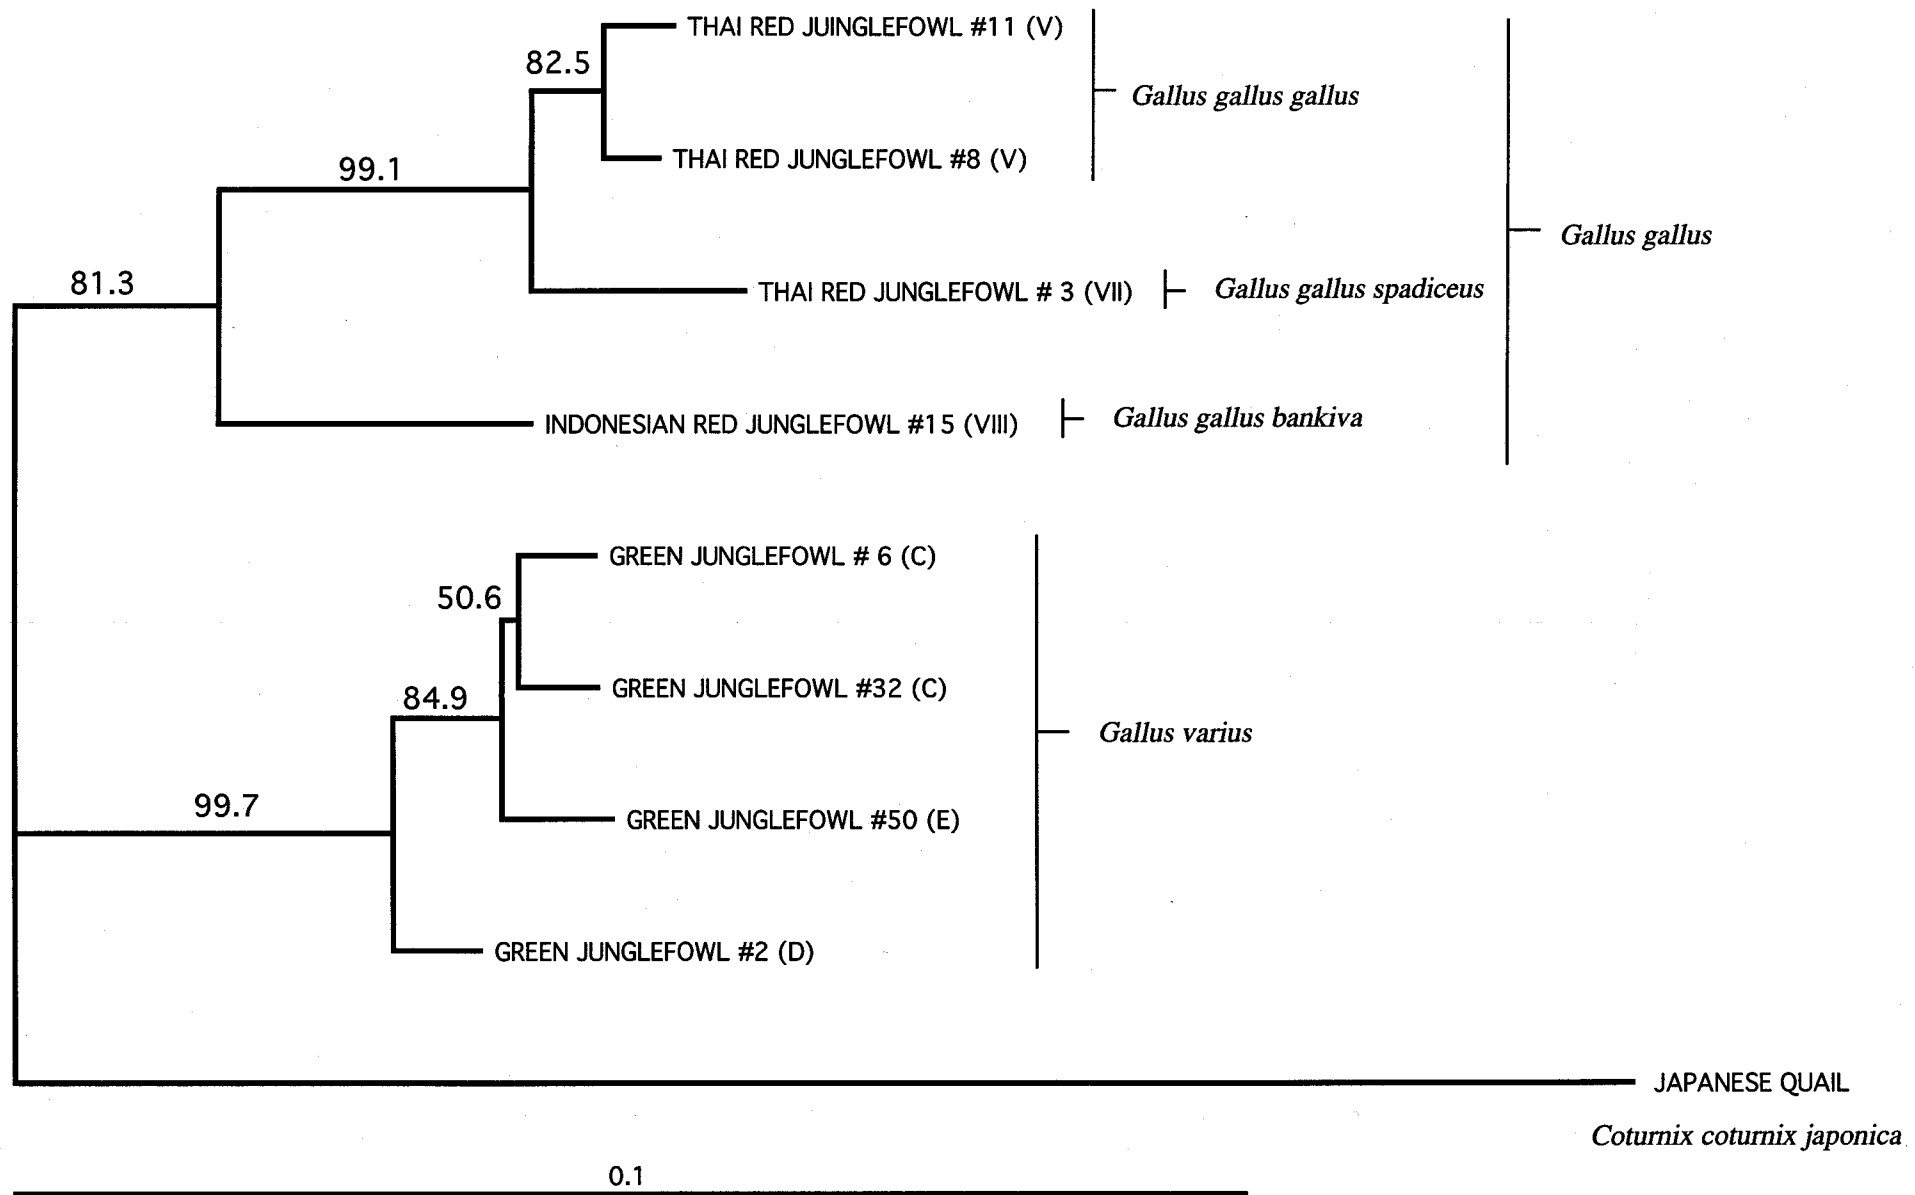 THAI RED JUINGLEFOWL #11 (V)
82.5
Gallus gallus gallus
THAI RED JUNGLEFOWL #8 (V)
99.1
Gallus gallus
81.3
THAI RED JUNGLEFOWL # 3 (VII)
Gallus gallus spadiceus
INDONESIAN RED JUNGLEFOWL #15 (VIII)
Gallus gallus bankiva
GREEN JUNGLEFOWL # 6 (C)
50.6
GREEN JUNGLEFOWL #32 (C)
84.9
Gallus varius
99.7
GREEN JUNGLEFOWL #50 (E)
GREEN JUNGLEFOWL #2 (D)
JAPANESE QUAIL
Coturnix coturnix japonica
0.1